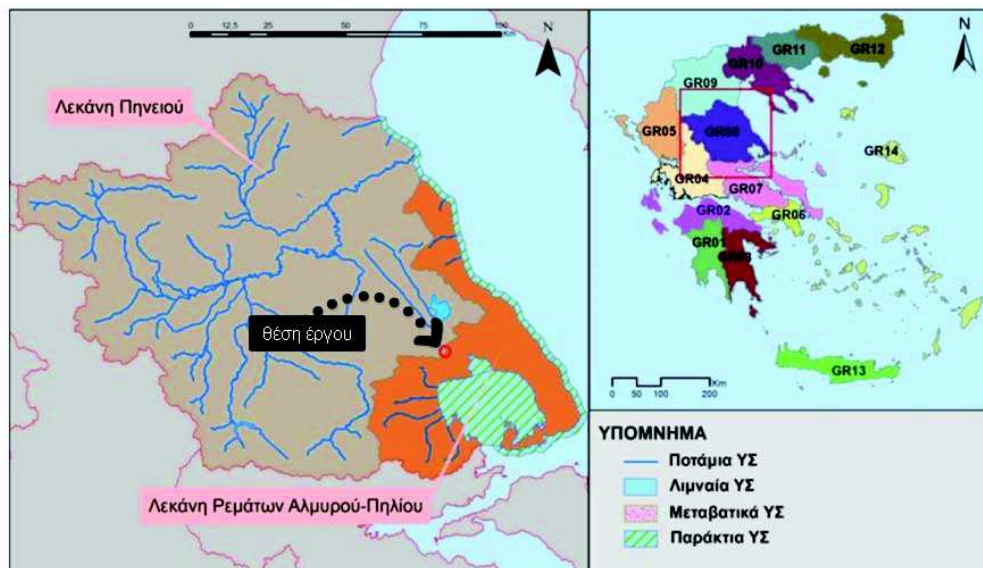 0 12,5 25 50 75 100
Km
N
Λεκάνη Πηνειού
θέση έργου
Λεκάνη Ρεμάτων Αλμυρού-Πηλίου
N
GR12
GR11
GR10
GR09
GR05
GR08
GR14
GR04
GR07
GR02
GR06
GR01
GR03
GR13
0 50 100 200
Km
ΥΠΟΜΝΗΜΑ
Ποτάμια ΥΣ
Λιμναία ΥΣ
Μεταβατικά ΥΣ
Παράκτια ΥΣ